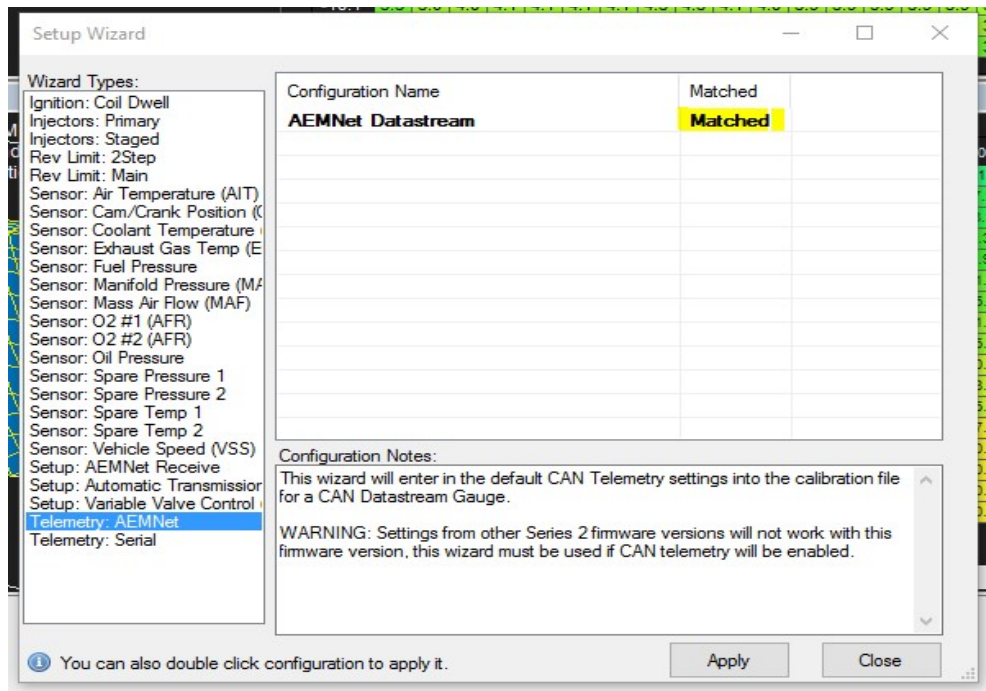 Setup Wizard
Wizard Types:
Ignition: Coil Dwell
Injectors: Primary
Injectors: Staged
Rev Limit: 2Step
Rev Limit: Main
Sensor: Air Temperature (AIT)
Sensor: Cam/Crank Position (
Sensor: Coolant Temperature
Sensor: Exhaust Gas Temp (E
Sensor: Fuel Pressure
Sensor: Manifold Pressure (MA
Sensor: Mass Air Flow (MAF)
Sensor: O2 #1 (AFR)
Sensor: O2 #2 (AFR)
Sensor: Oil Pressure
Sensor: Spare Pressure 1
Sensor: Spare Pressure 2
Sensor: Spare Temp 1
Sensor: Spare Temp 2
Sensor: Vehicle Speed (VSS)
Setup: AEMNet Receive
Setup: Automatic Transmission
Setup: Variable Valve Control
Telemetry: AEMNet
Telemetry: Serial
Configuration Name Matched
AEMNet Datastream Matched
Configuration Notes:
This wizard will enter in the default CAN Telemetry settings into the calibration file
for a CAN Datastream Gauge.
WARNING: Settings from other Series 2 firmware versions will not work with this
firmware version, this wizard must be used if CAN telemetry will be enabled.
You can also double click configuration to apply it.
Apply
Close